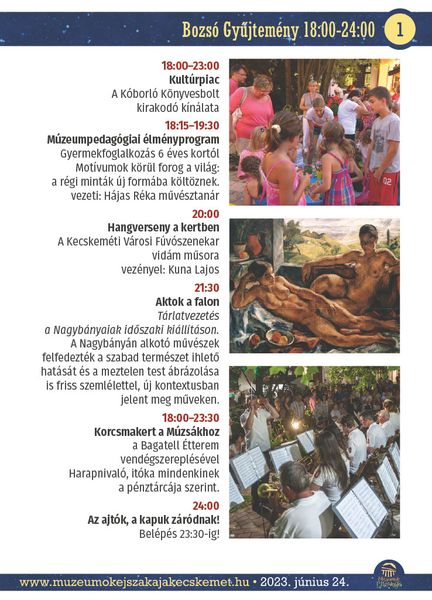 Bozsó Gyűjtemény 18:00-24:00
1
18:00–23:00
Kultúrpiac
A Kóborló Könyvesbolt
kirakodó kínálata
18:15–19:30
Múzeumpedagógiai élményprogram
Gyermekfoglalkozás 6 éves kortól
Motívumok körül forog a világ:
a régi minták új formába költöznek.
vezeti: Hájas Réka művésztanár
20:00
Hangverseny a kertben
A Kecskeméti Városi Fúvószenekar
vidám műsora
vezényel: Kuna Lajos
21:30
Aktok a falon
Tárlatvezetés
a Nagybányaiak időszaki kiállításon.
A Nagybányán alkotó művészek
felfedezték a szabad természet ihlető
hatását és a meztelen test ábrázolása
is friss szemlélettel, új kontextusban
jelent meg műveken.
18:00–23:30
Korcsmakert a Múzsákhoz
a Bagatell Étterem
vendégszereplésével
Harapnivaló, itóka mindenkinek
a pénztárcája szerint.
24:00
Az ajtók, a kapuk záródnak!
Belépés 23:30-ig!
www.muzeumokejszakajakecskemet.hu • 2023. június 24.